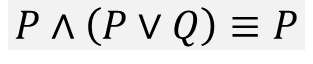 P ∧ (P ∨ Q) ≡ P